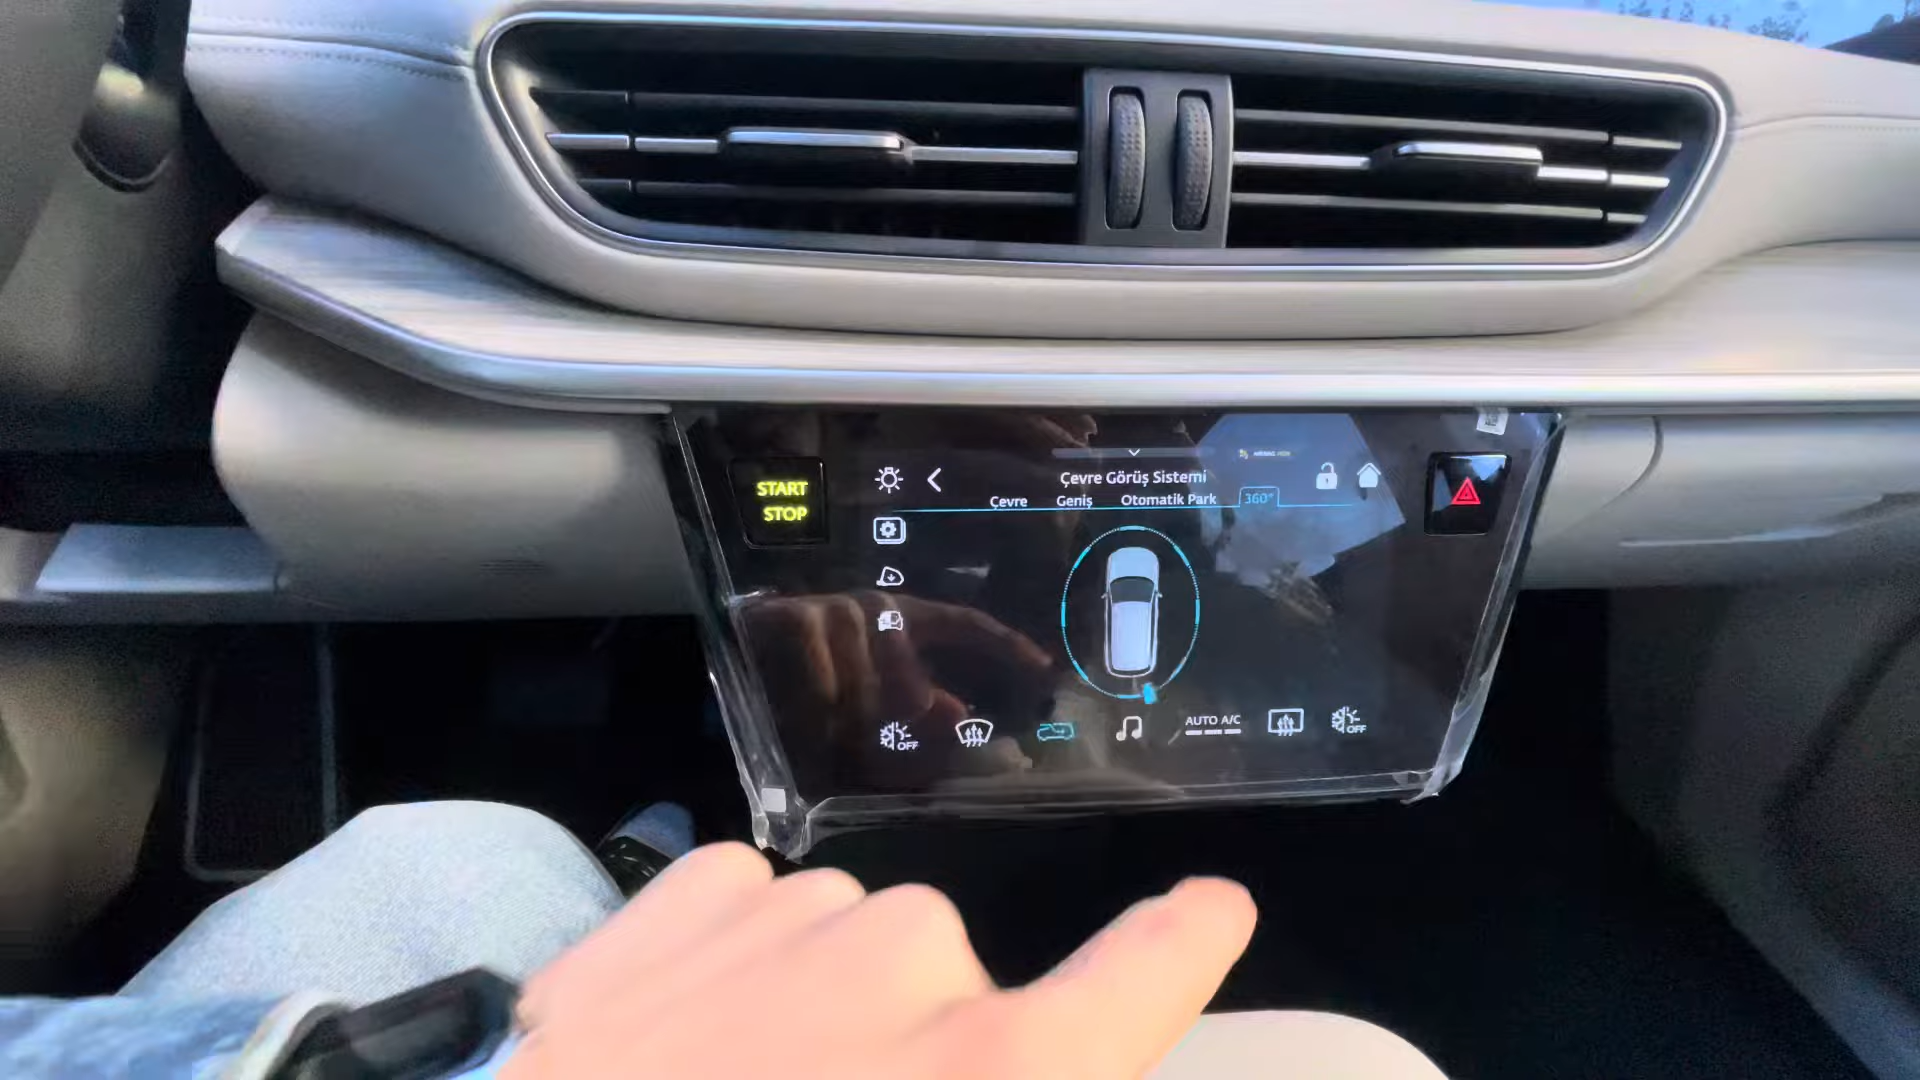 START
STOP
Çevre Görüş Sistemi
Çevre Geniş Otomatik Park 360°
OFF
AUTO A/C
OFF